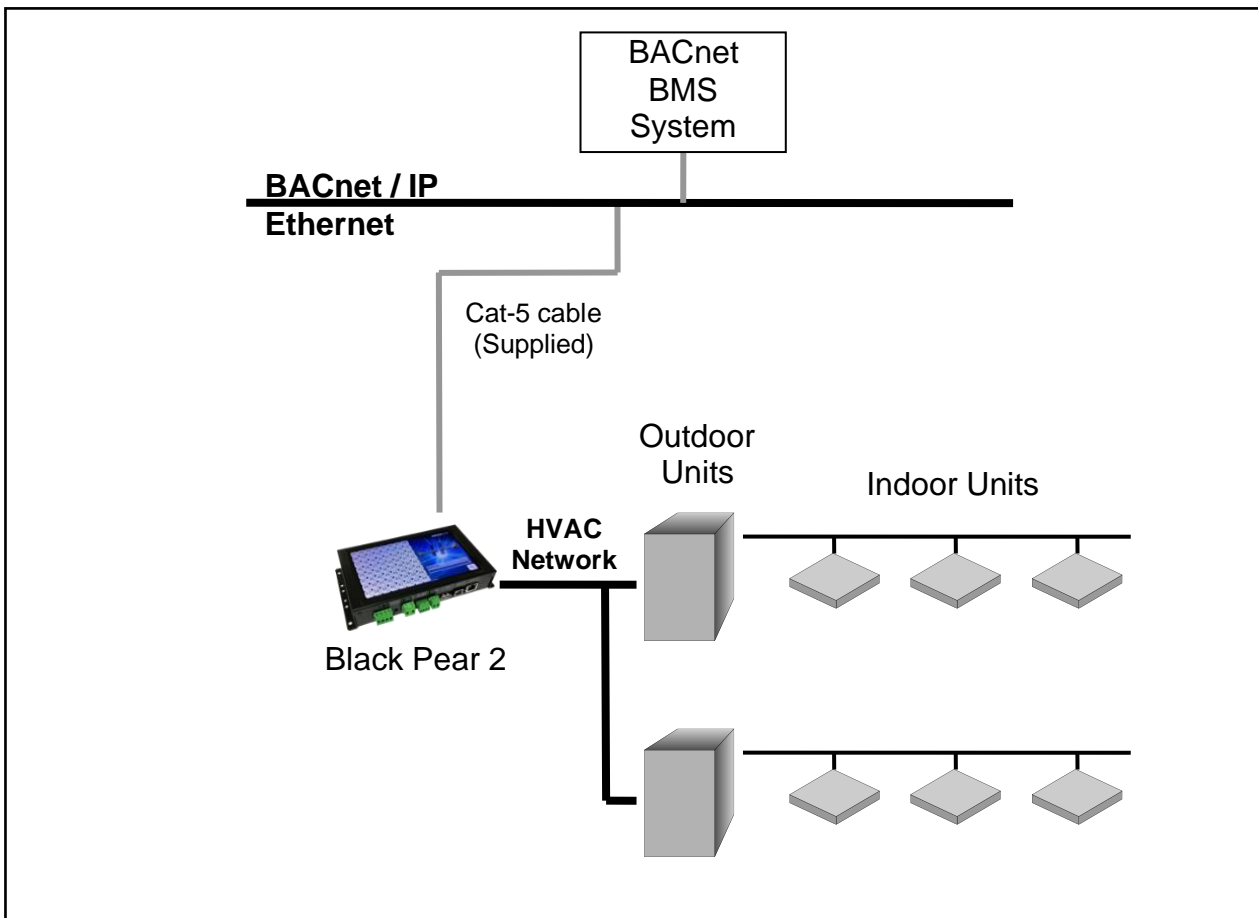 BACnet
BMS
System
BACnet / IP
Ethernet
Cat-5 cable
(Supplied)
Outdoor
Units
Indoor Units
HVAC
Network
Black Pear 2